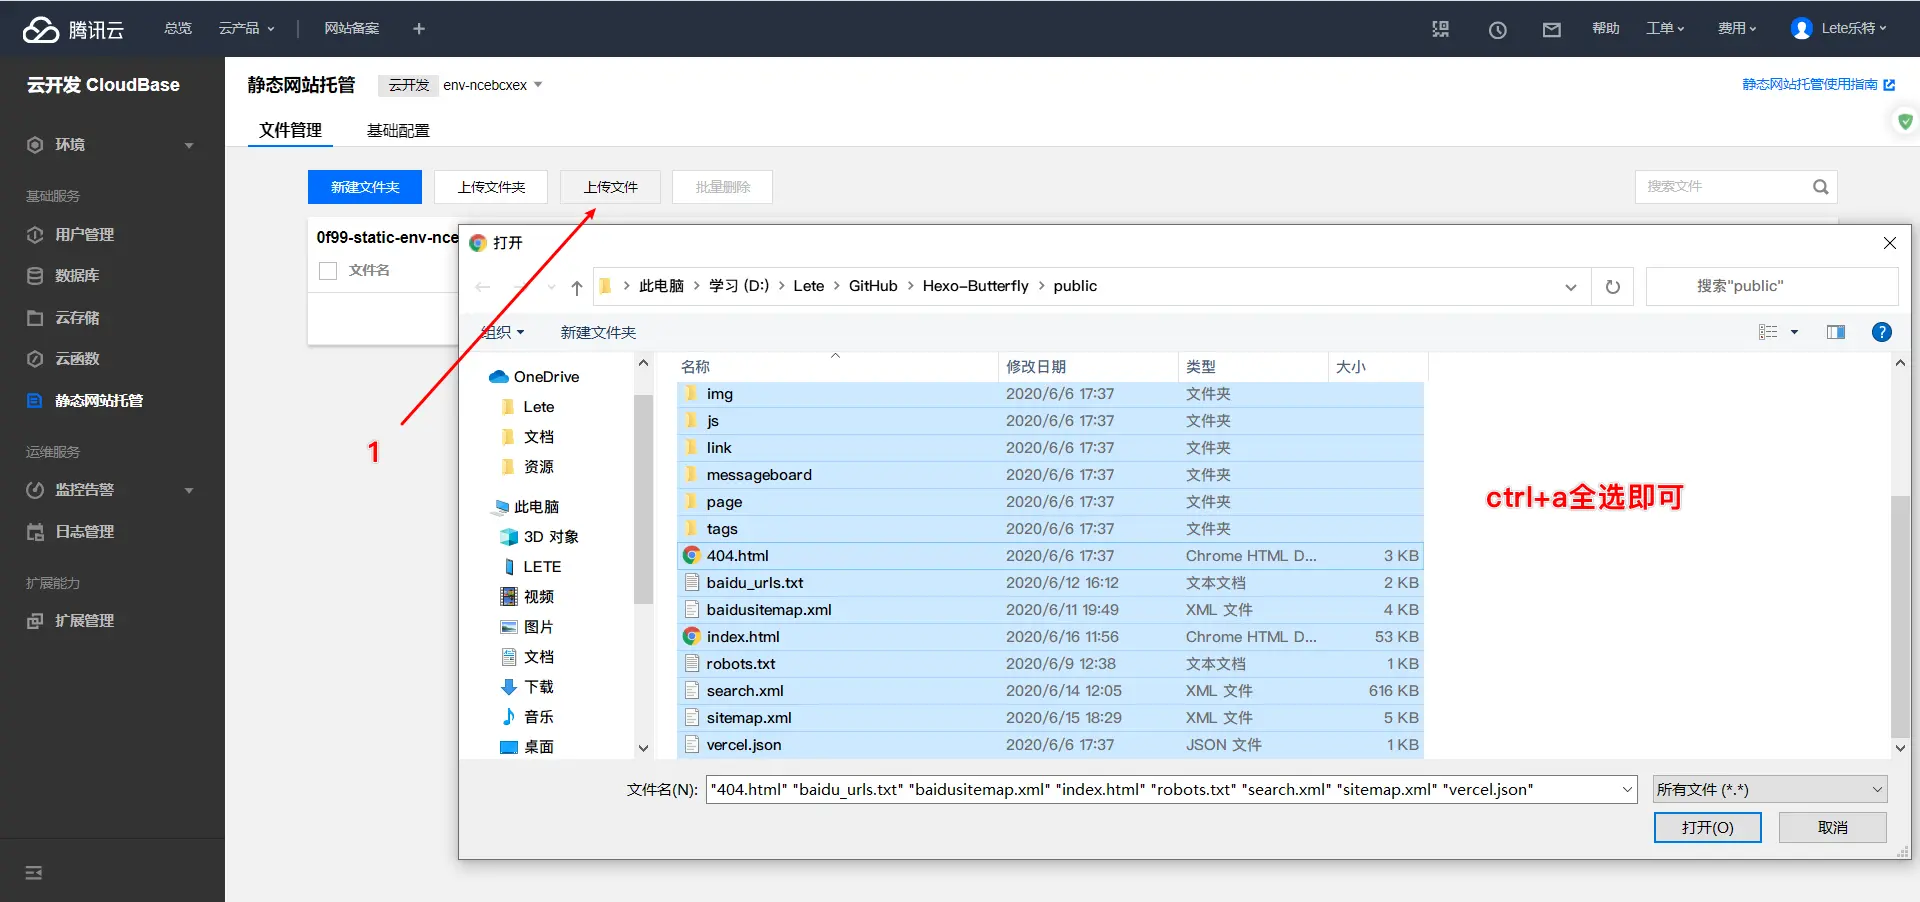 腾讯云 总览 云产品 网站备案 + 帮助 工单 费用 Lete乐特
云开发 CloudBase
静态网站托管 云开发 env-ncebcxex 静态网站托管使用指南
文件管理 基础配置
环境
基础服务
用户管理
数据库
云存储
云函数
静态网站托管
运维服务
监控告警
日志管理
扩展能力
扩展管理
新建文件夹 上传文件夹 上传文件 批量删除 搜索文件
0f99-static-env-nce
文件名
1
打开
此电脑 › 学习 (D:) › Lete › GitHub › Hexo-Butterfly › public 搜索"public"
组织 新建文件夹
OneDrive
Lete
文档
资源
此电脑
3D 对象
LETE
视频
图片
文档
下载
音乐
桌面
名称 修改日期 类型 大小
img 2020/6/6 17:37 文件夹
js 2020/6/6 17:37 文件夹
link 2020/6/6 17:37 文件夹
messageboard 2020/6/6 17:37 文件夹
page 2020/6/6 17:37 文件夹
tags 2020/6/6 17:37 文件夹
404.html 2020/6/6 17:37 Chrome HTML D... 3 KB
baidu_urls.txt 2020/6/12 16:12 文本文档 2 KB
baidusitemap.xml 2020/6/11 19:49 XML 文件 4 KB
index.html 2020/6/16 11:56 Chrome HTML D... 53 KB
robots.txt 2020/6/9 12:38 文本文档 1 KB
search.xml 2020/6/14 12:05 XML 文件 616 KB
sitemap.xml 2020/6/15 18:29 XML 文件 5 KB
vercel.json 2020/6/6 17:37 JSON 文件 1 KB
ctrl+a全选即可
文件名(N): "404.html" "baidu_urls.txt" "baidusitemap.xml" "index.html" "robots.txt" "search.xml" "sitemap.xml" "vercel.json" 所有文件 (*.*)
打开(O) 取消